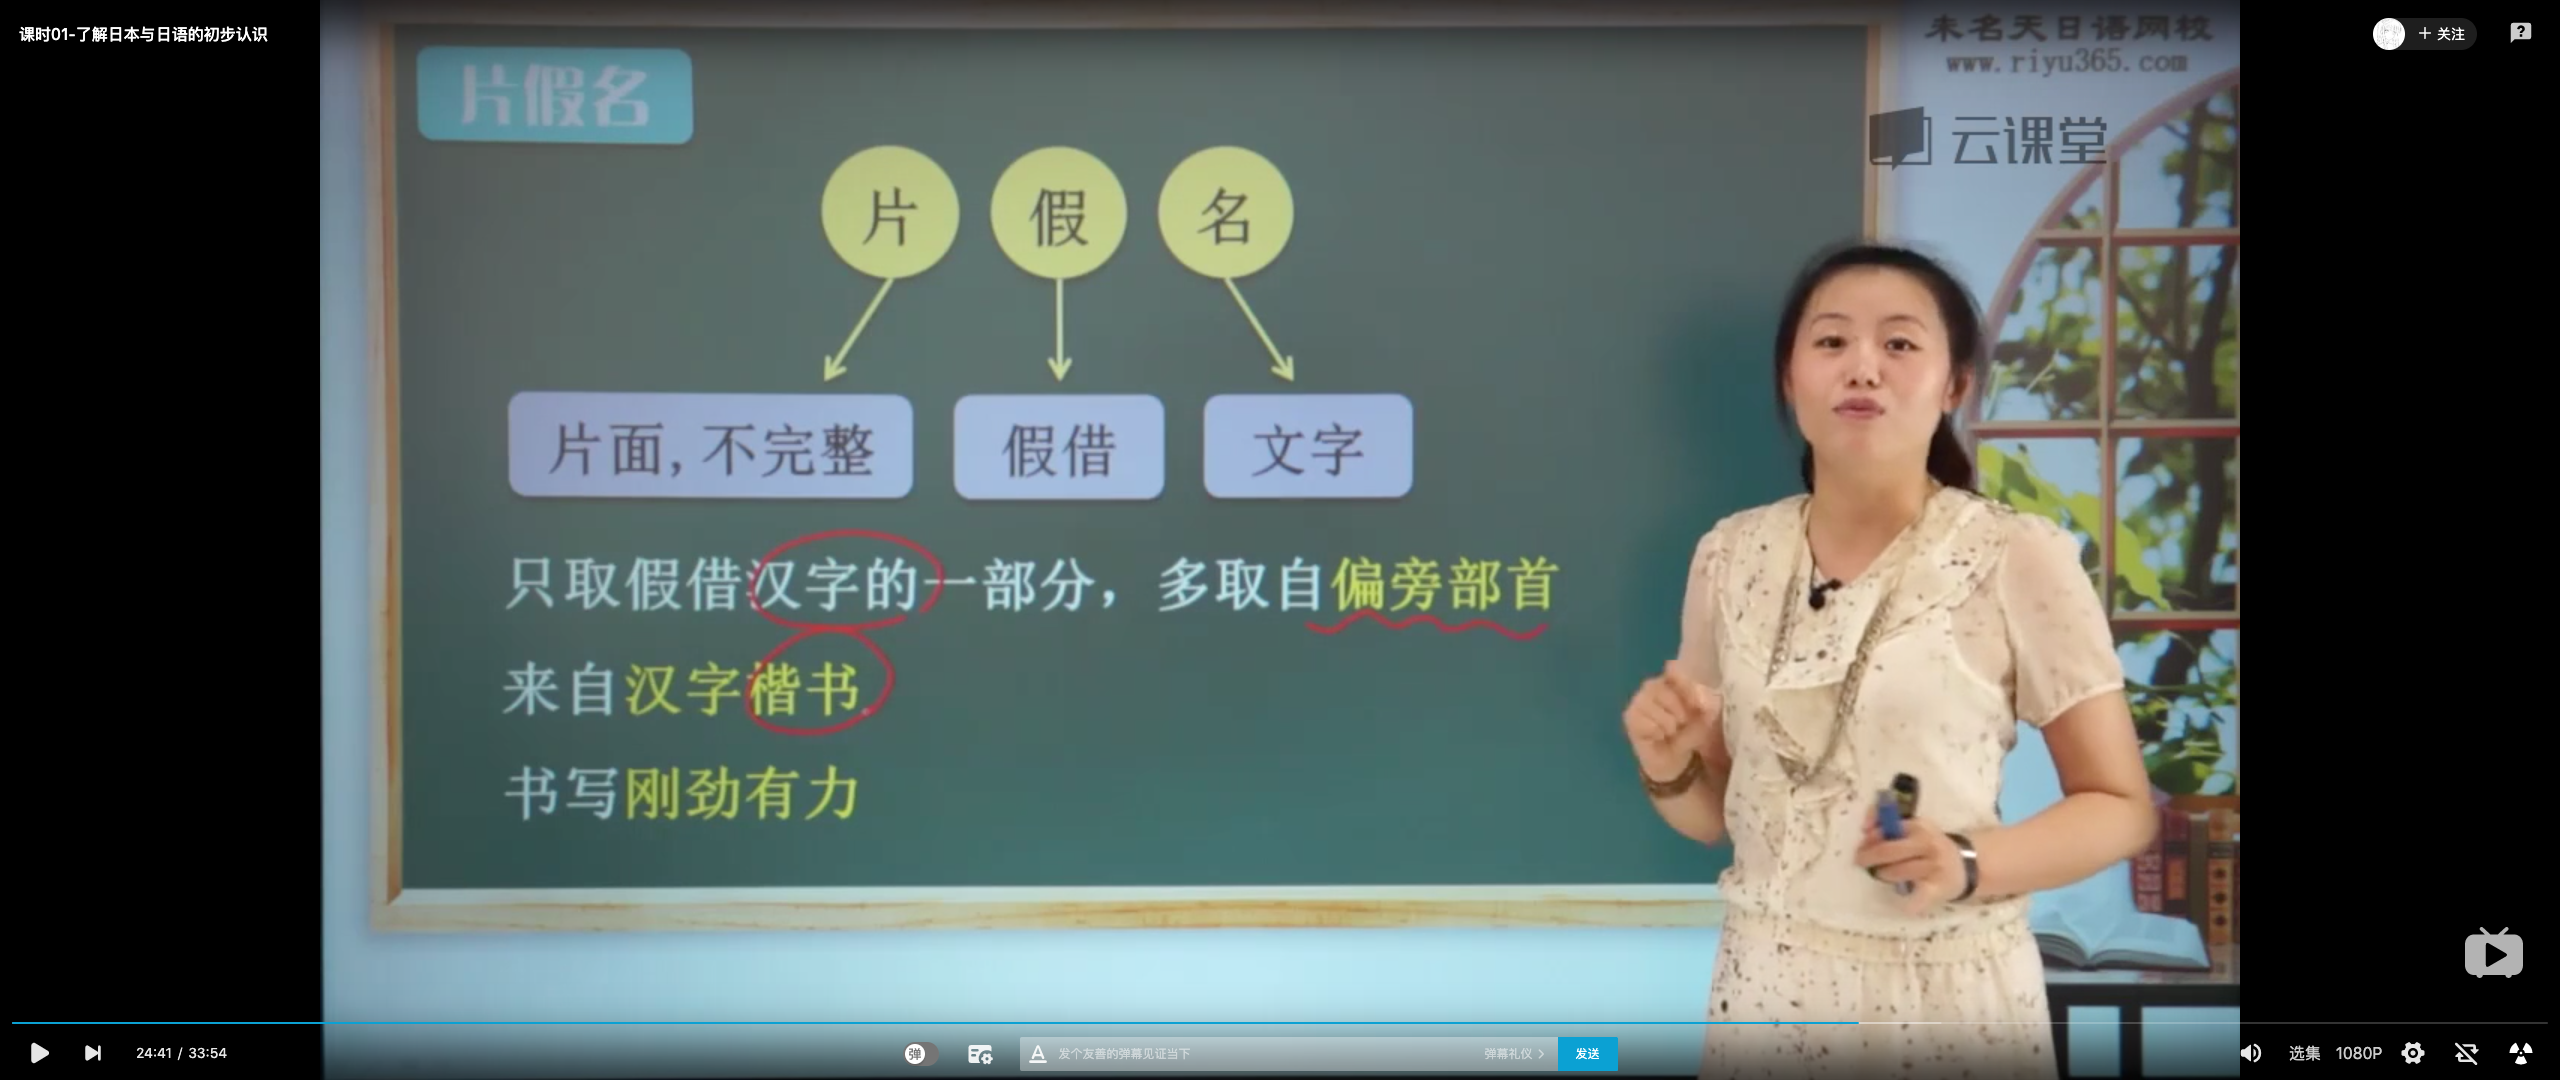 课时01-了解日本与日语的初步认识
关注
未名天日语网校
www.riyu365.com
云课堂
片假名
片 假 名
片面,不完整 假借 文字
只取假借汉字的一部分，多取自偏旁部首
来自汉字楷书
书写刚劲有力
24:41 / 33:54
弹
发个友善的弹幕见证当下
弹幕礼仪
发送
选集
1080P